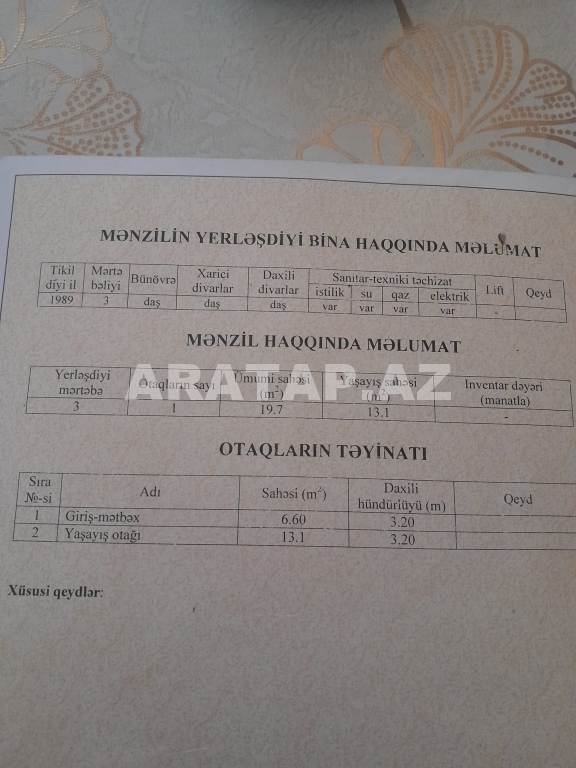 MƏNZİLİN YERLƏŞDİYİ BİNA HAQQINDA MƏLUMAT
Tikil diyi il | Mərtə bəliyi | Bünövrə | Xarici divarlar | Daxili divarlar | Sanitar-texniki təchizat | Lift | Qeyd
istilik | su | qaz | elektrik
1989 | 3 | daş | daş | daş | var | var | var | var | -
MƏNZİL HAQQINDA MƏLUMAT
Yerləşdiyi mərtəbə | Otaqların sayı | Ümumi sahəsi (m²) | Yaşayış sahəsi (m²) | İnventar dəyəri (manatla)
3 | 1 | 19.7 | 13.1 | -
ARATAP.AZ
OTAQLARIN TƏYİNATI
Sıra №-si | Adı | Sahəsi (m²) | Daxili hündürlüyü (m) | Qeyd
1 | Giriş-mətbəx | 6.60 | 3.20
2 | Yaşayış otağı | 13.1 | 3.20
Xüsusi qeydlər: